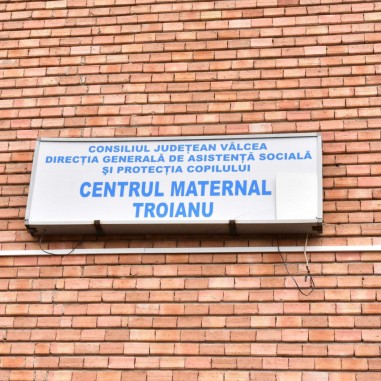 CONSILIUL JUDEȚEAN VÂLCEA
DIRECȚIA GENERALĂ DE ASISTENȚĂ SOCIALĂ
ȘI PROTECȚIA COPILULUI
CENTRUL MATERNAL
TROIANU